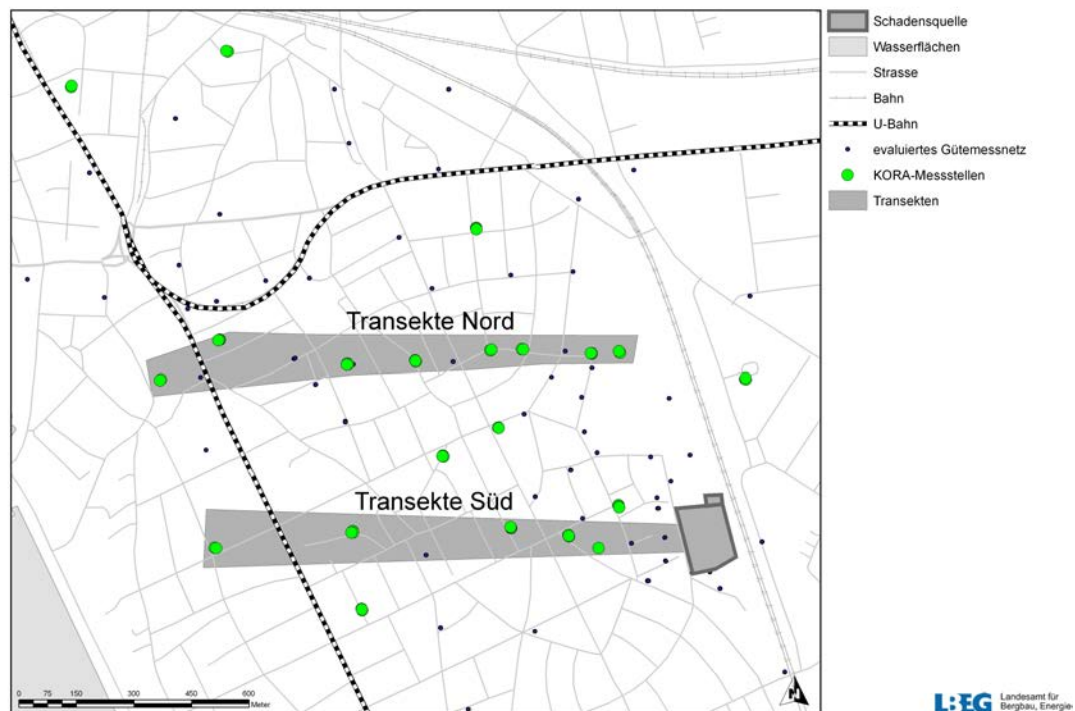 Schadensquelle
Wasserflächen
Strasse
Bahn
U-Bahn
evaluiertes Gütemessnetz
KORA-Messstellen
Transekten
Transekte Nord
Transekte Süd
0 75 150 300 450 600
Meter
N
LBEG
Landesamt für
Bergbau, Energie